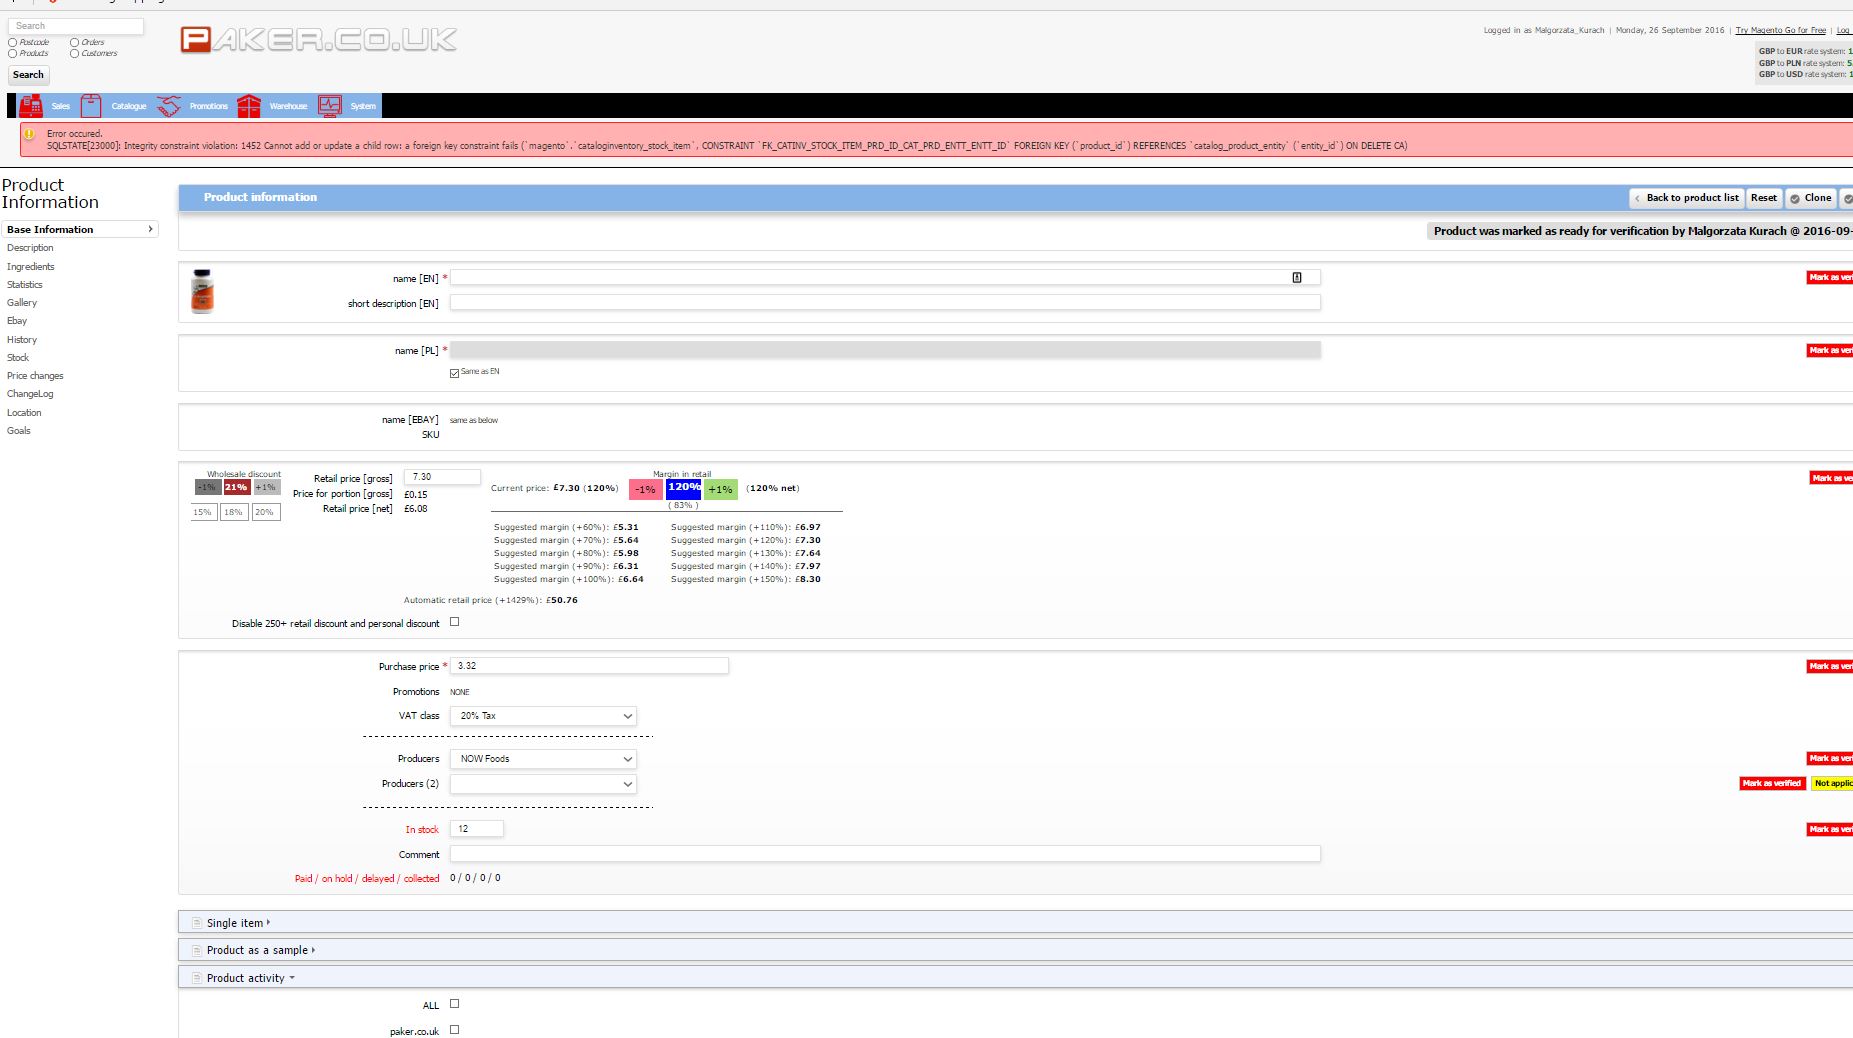 Search
Postcode Orders
Products Customers
Search
PAKER.CO.UK
Logged in as Malgorzata_Kurach | Monday, 26 September 2016 | Try Magento Go for Free | Log
GBP to EUR rate system: 1
GBP to PLN rate system: 5
GBP to USD rate system: 1
Sales Catalogue Promotions Warehouse System
Error occured.
SQLSTATE[23000]: Integrity constraint violation: 1452 Cannot add or update a child row: a foreign key constraint fails (`magento`.`cataloginventory_stock_item`, CONSTRAINT `FK_CATINV_STOCK_ITEM_PRD_ID_CAT_PRD_ENTT_ENTT_ID` FOREIGN KEY (`product_id`) REFERENCES `catalog_product_entity` (`entity_id`) ON DELETE CA)
Product
Information
Base Information
Description
Ingredients
Statistics
Gallery
Ebay
History
Stock
Price changes
ChangeLog
Location
Goals
Product information
Back to product list Reset Clone
Product was marked as ready for verification by Malgorzata Kurach @ 2016-09-
name [EN] *
Mark as veri
short description [EN]
name [PL] *
Mark as veri
Same as EN
name [EBAY] same as below
SKU
Wholesale discount
-1% 21% +1%
15% 18% 20%
Retail price [gross] 7.30
Price for portion [gross] £0.15
Retail price [net] £6.08
Margin in retail
Current price: £7.30 (120%) -1% 120% +1% (120% net)
( 83% )
Mark as ver
Suggested margin (+60%): £5.31 Suggested margin (+110%): £6.97
Suggested margin (+70%): £5.64 Suggested margin (+120%): £7.30
Suggested margin (+80%): £5.98 Suggested margin (+130%): £7.64
Suggested margin (+90%): £6.31 Suggested margin (+140%): £7.97
Suggested margin (+100%): £6.64 Suggested margin (+150%): £8.30
Automatic retail price (+1429%): £50.76
Disable 250+ retail discount and personal discount
Purchase price * 3.32
Mark as veri
Promotions NONE
VAT class 20% Tax
Producers NOW Foods
Mark as veri
Producers (2)
Mark as verified Not applic
In stock 12
Mark as veri
Comment
Paid / on hold / delayed / collected 0 / 0 / 0 / 0
Single item
Product as a sample
Product activity
ALL
paker.co.uk